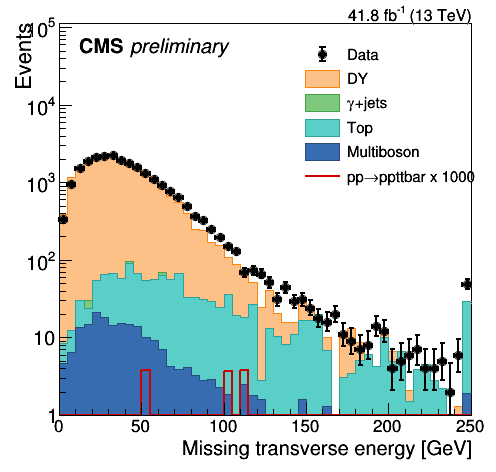 41.8 fb⁻¹ (13 TeV)
CMS preliminary
Events
10⁵
10⁴
10³
10²
10
1
Data
DY
γ+jets
Top
Multiboson
pp→ppttbar x 1000
0 50 100 150 200 250
Missing transverse energy [GeV]